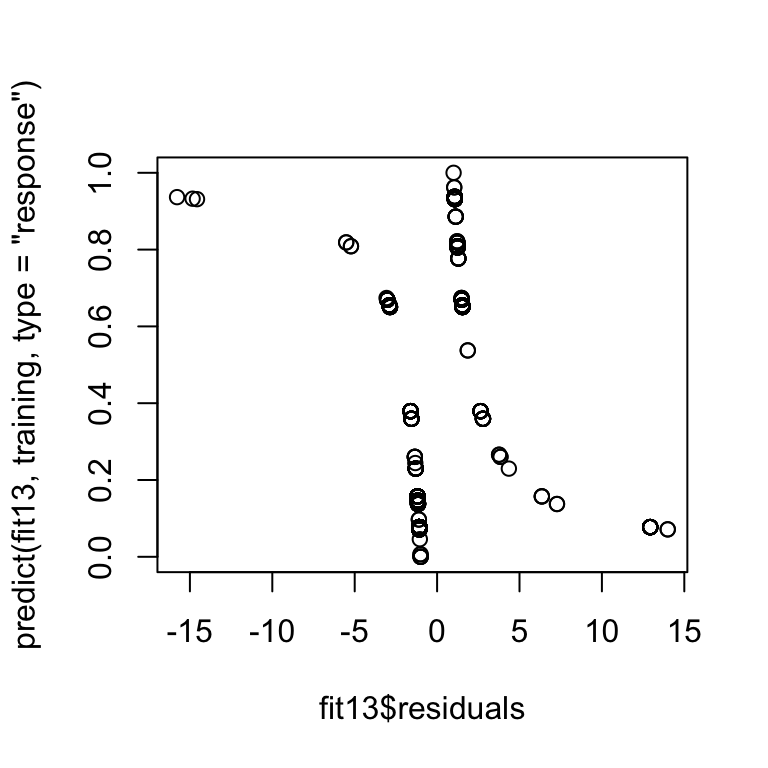 predict(fit13, training, type = "response")
1.0
0.8
0.6
0.4
0.2
0.0
-15 -10 -5 0 5 10 15
fit13$residuals